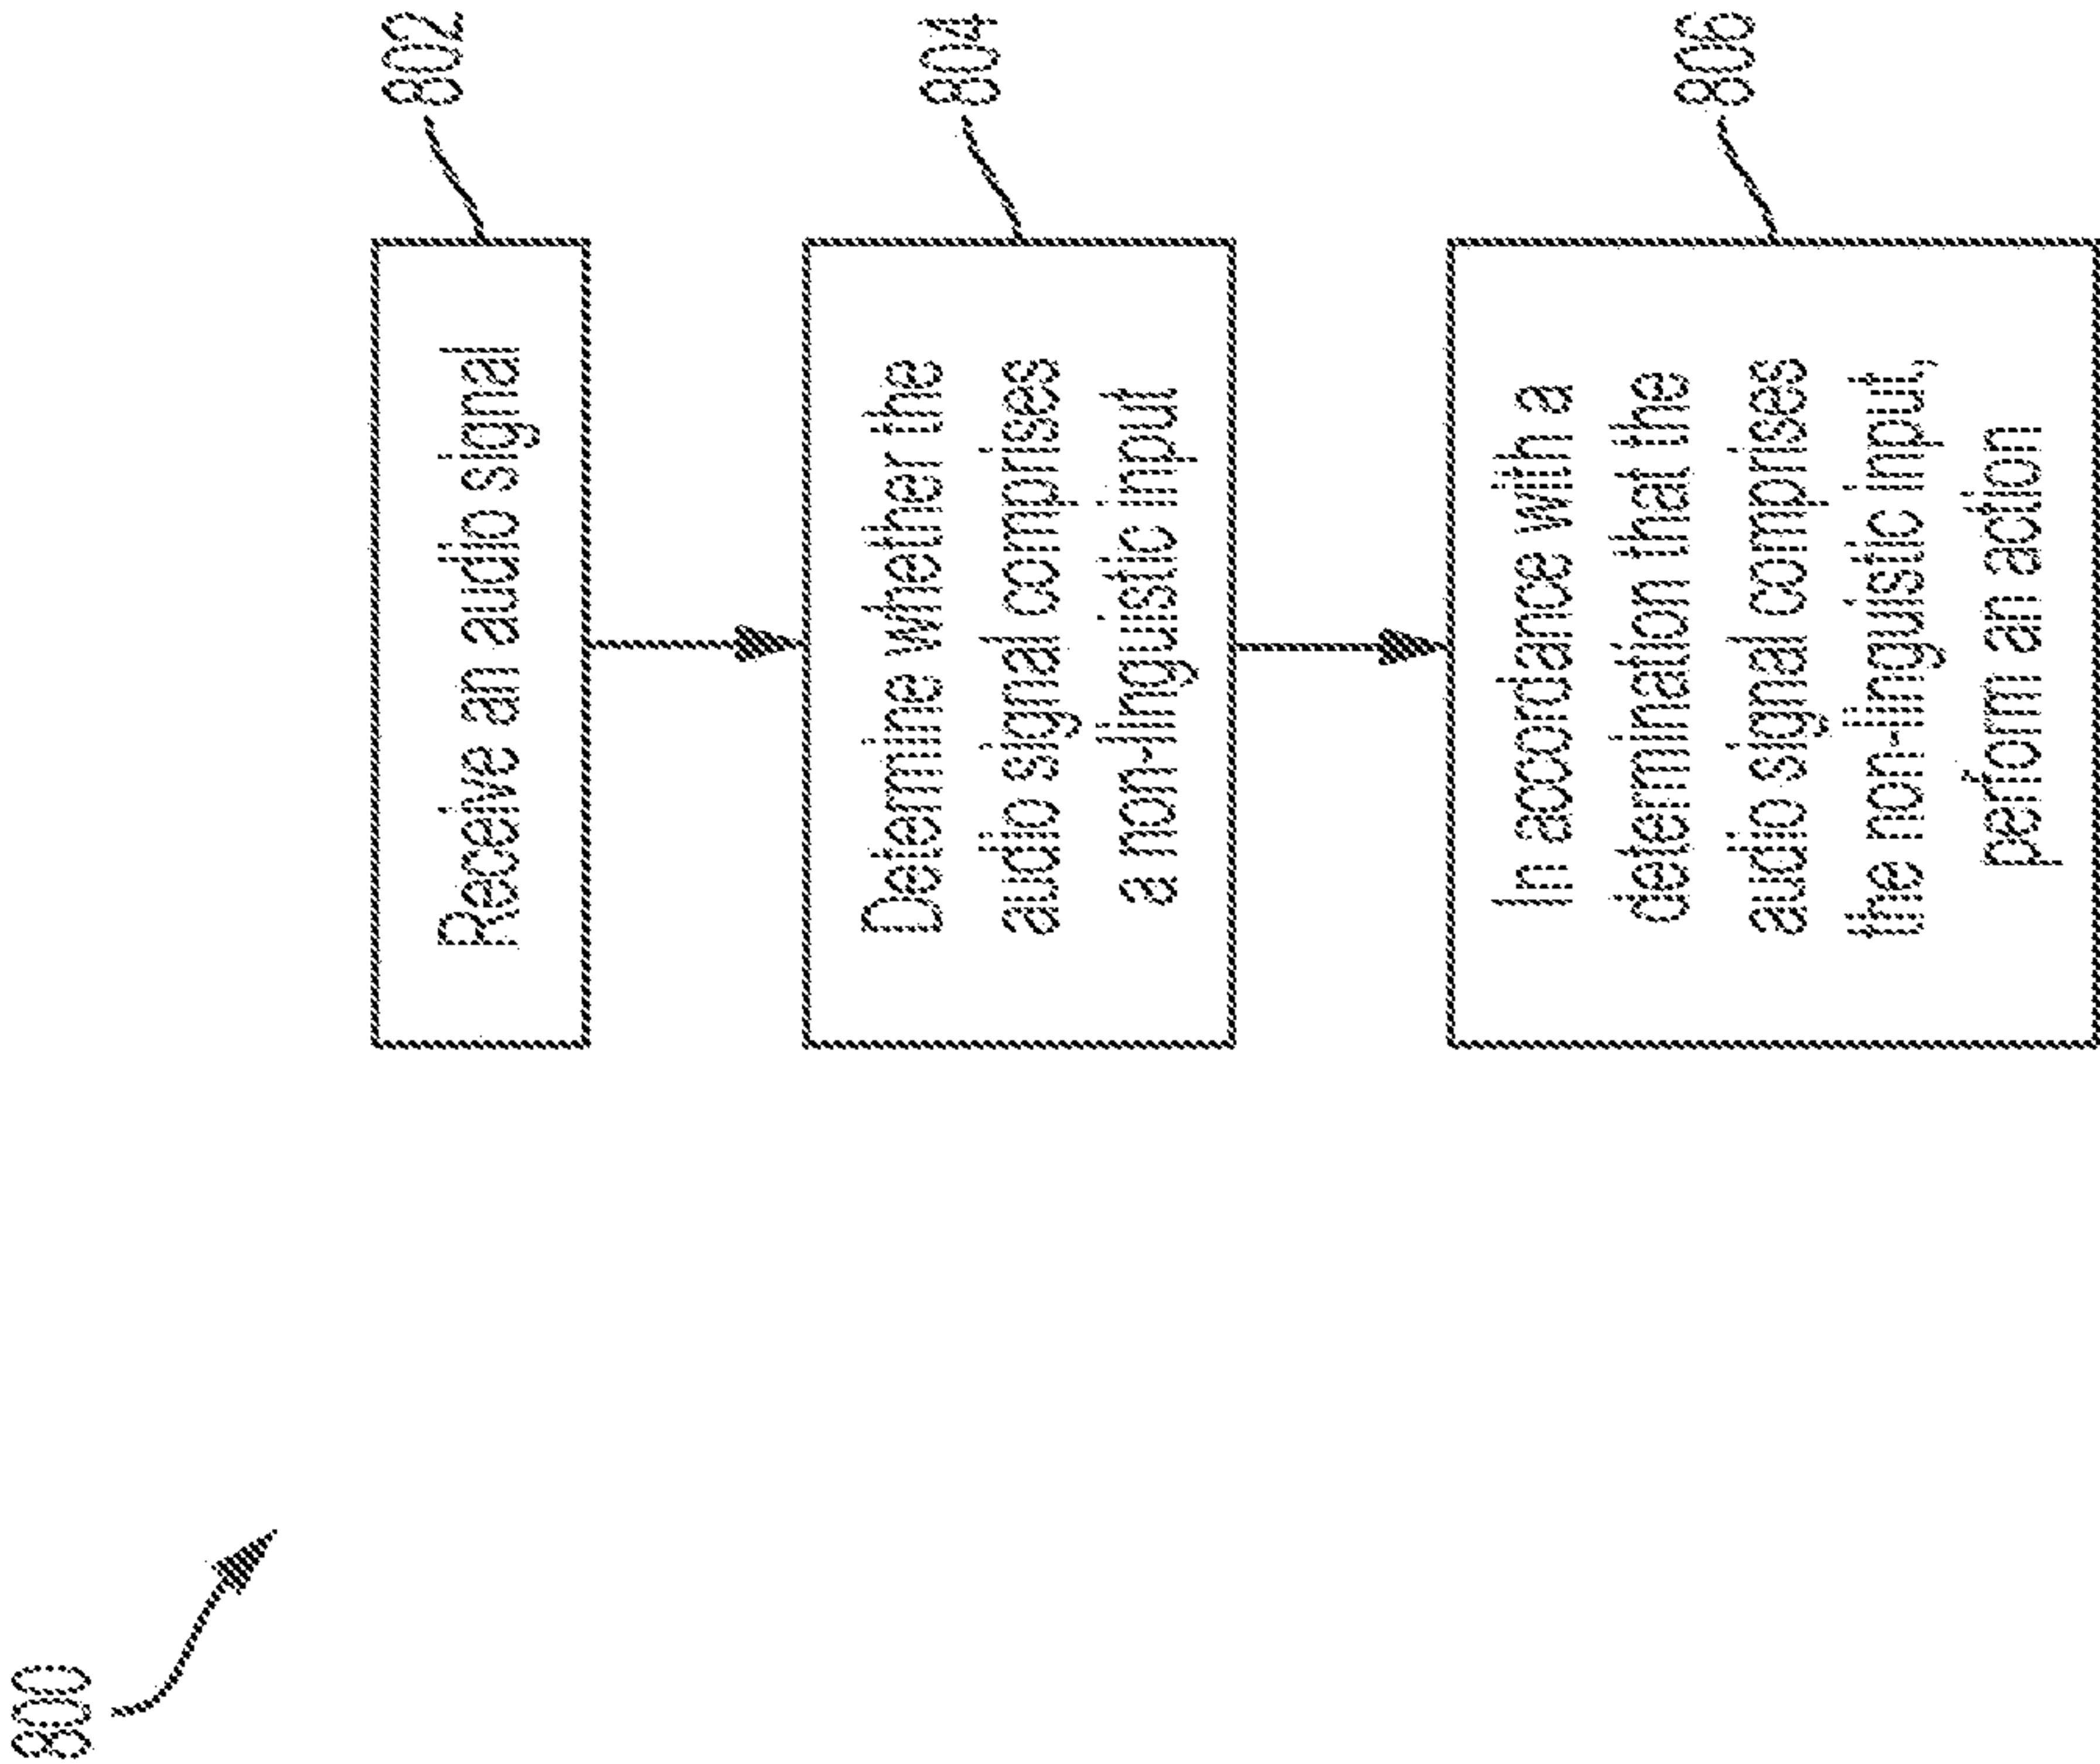 800
Receive an audio signal
802
Determine whether the
audio signal comprises
a non-linguistic input
804
In accordance with a
determination that the
audio signal comprises
the non-linguistic input,
perform an action
806